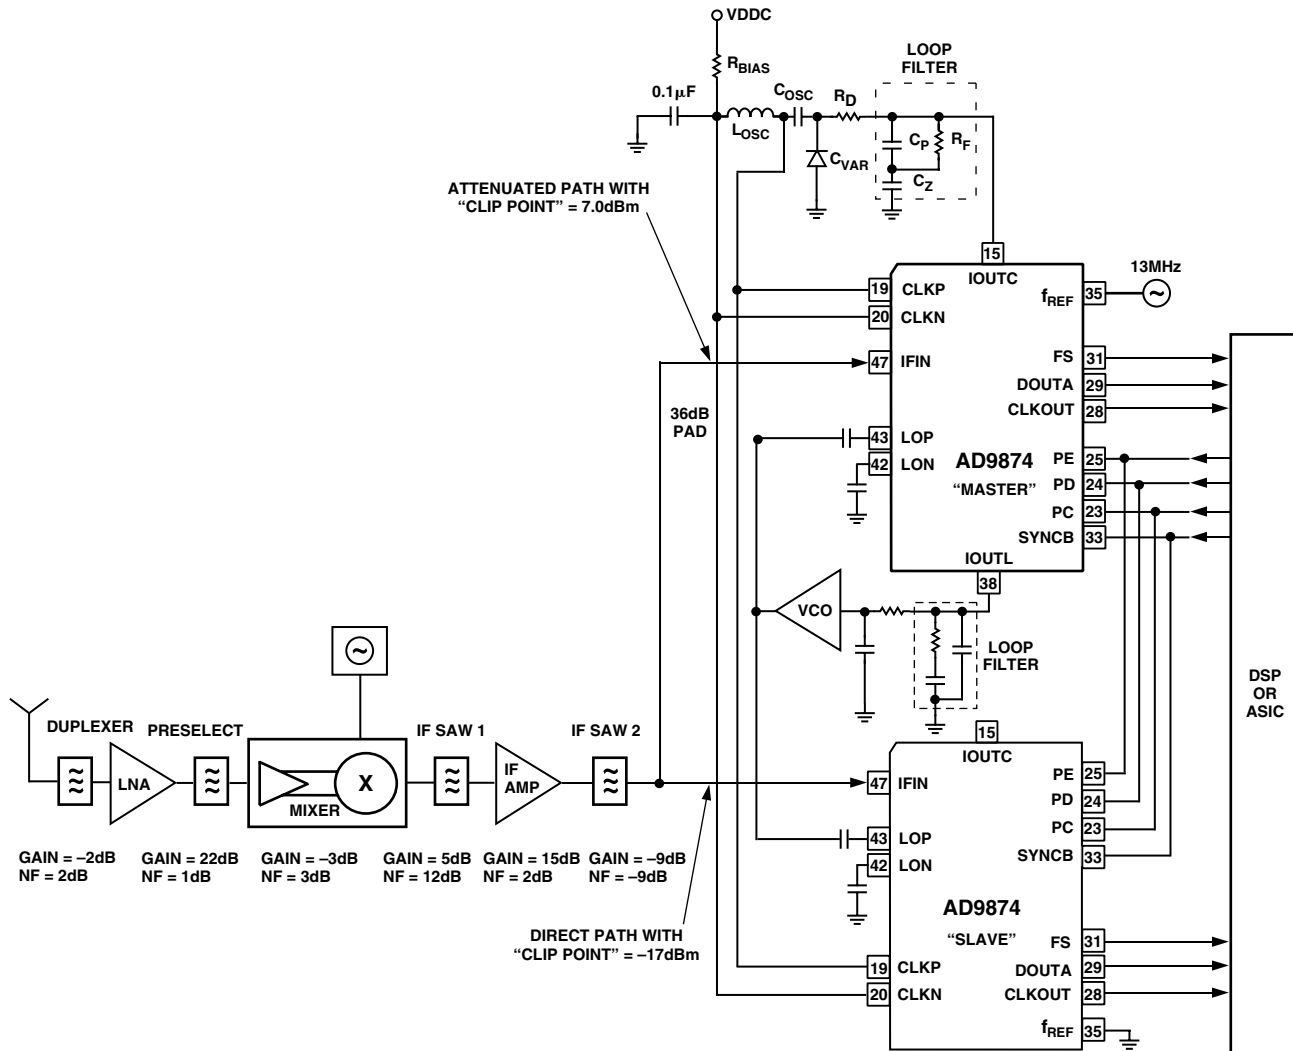 VDDC
RBIAS
0.1µF
LOSC
COSC
RD
LOOP
FILTER
CP
RF
CZ
CVAR
ATTENUATED PATH WITH
“CLIP POINT” = 7.0dBm
15
IOUTC
19 CLKP
20 CLKN
47 IFIN
43 LOP
42 LON
fREF 35
13MHz
~
FS 31
DOUTA 29
CLKOUT 28
PE 25
PD 24
PC 23
SYNCB 33
AD9874
“MASTER”
IOUTL
38
36dB
PAD
VCO
LOOP
FILTER
DSP
OR
ASIC
~
DUPLEXER
LNA
PRESELECT
MIXER
X
IF SAW 1
IF
AMP
IF SAW 2
GAIN = –2dB
NF = 2dB
GAIN = 22dB
NF = 1dB
GAIN = –3dB
NF = 3dB
GAIN = 5dB
NF = 12dB
GAIN = 15dB
NF = 2dB
GAIN = –9dB
NF = –9dB
DIRECT PATH WITH
“CLIP POINT” = –17dBm
15
IOUTC
47 IFIN
43 LOP
42 LON
19 CLKP
20 CLKN
PE 25
PD 24
PC 23
SYNCB 33
AD9874
“SLAVE”
FS 31
DOUTA 29
CLKOUT 28
fREF 35